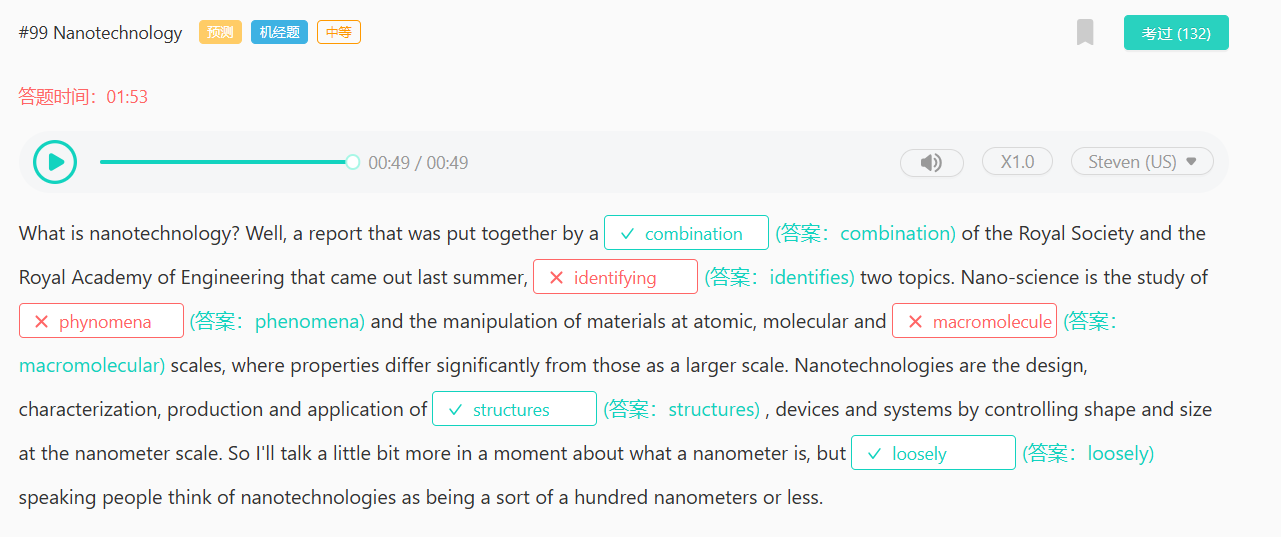 #99 Nanotechnology 预测 机经题 中等 考过 (132)
答题时间：01:53
00:49 / 00:49 X1.0 Steven (US)
What is nanotechnology? Well, a report that was put together by a combination (答案：combination) of the Royal Society and the
Royal Academy of Engineering that came out last summer, identifying (答案：identifies) two topics. Nano-science is the study of
phynomena (答案：phenomena) and the manipulation of materials at atomic, molecular and macromolecule (答案：
macromolecular) scales, where properties differ significantly from those as a larger scale. Nanotechnologies are the design,
characterization, production and application of structures (答案：structures) , devices and systems by controlling shape and size
at the nanometer scale. So I'll talk a little bit more in a moment about what a nanometer is, but loosely (答案：loosely)
speaking people think of nanotechnologies as being a sort of a hundred nanometers or less.